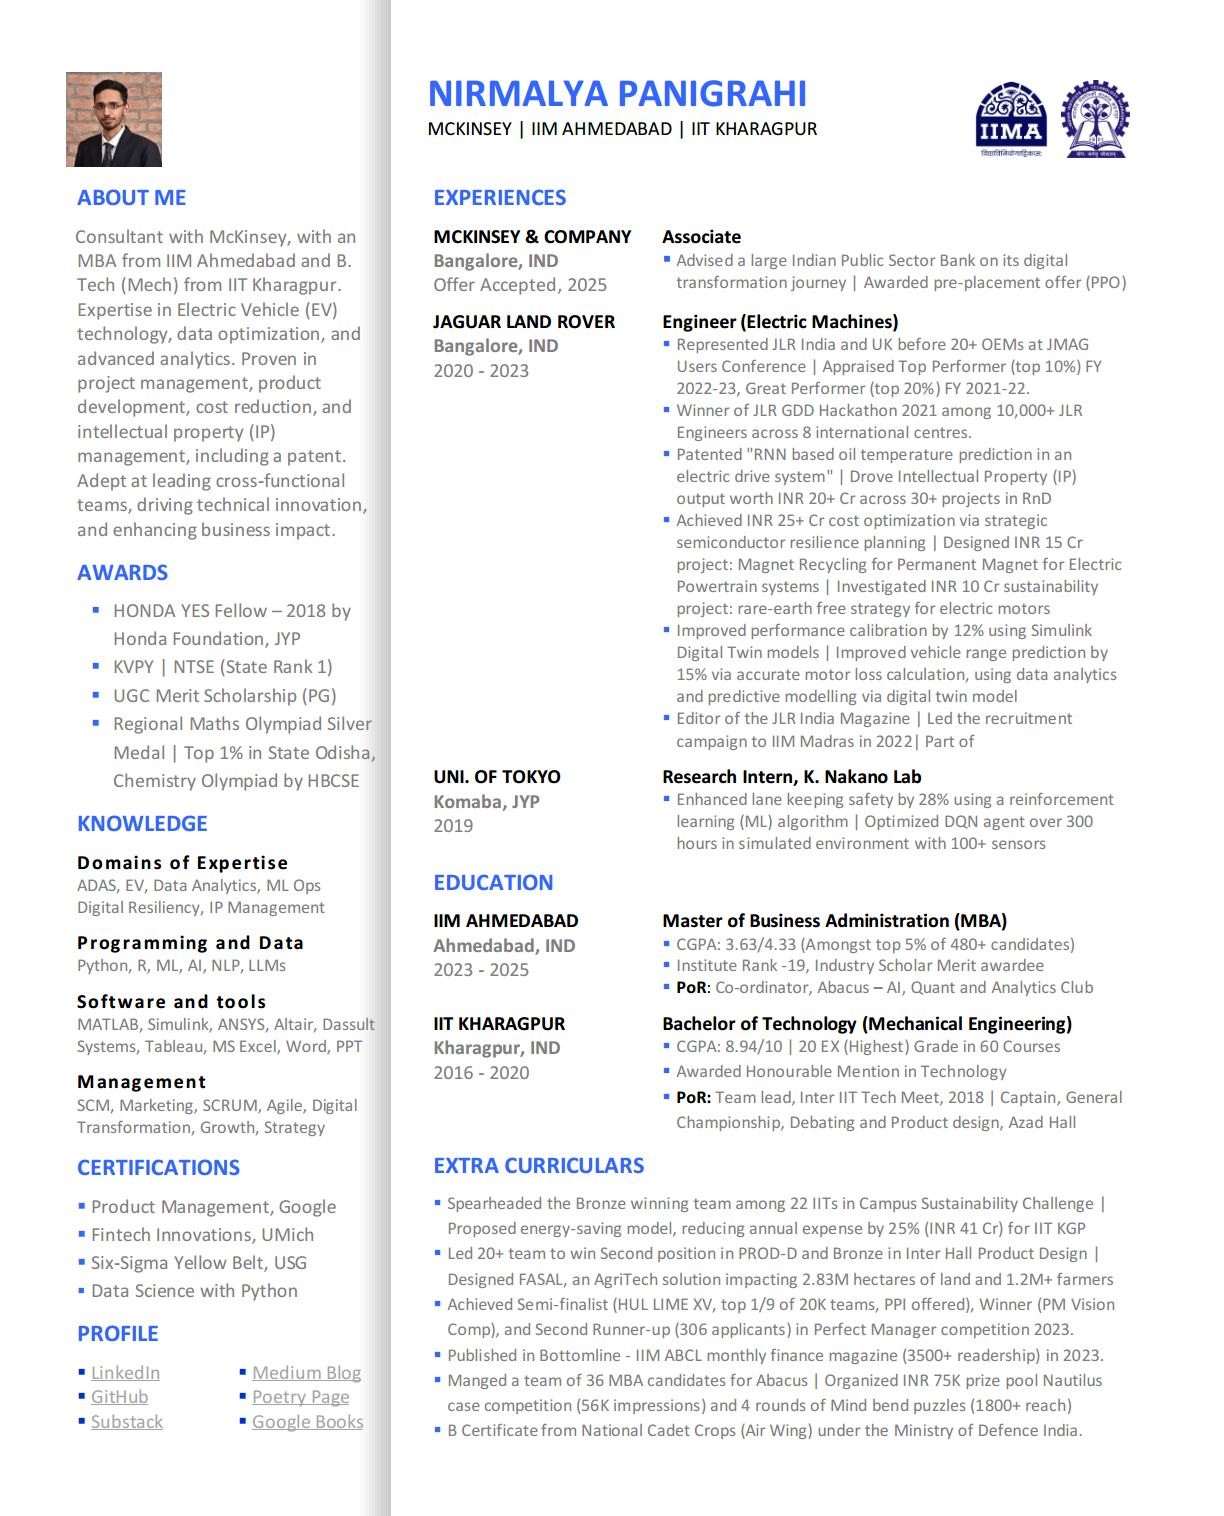 NIRMALYA PANIGRAHI
MCKINSEY | IIM AHMEDABAD | IIT KHARAGPUR
IIMA
विद्याविनियोगाद्विकासः
ABOUT ME
Consultant with McKinsey, with an
MBA from IIM Ahmedabad and B.
Tech (Mech) from IIT Kharagpur.
Expertise in Electric Vehicle (EV)
technology, data optimization, and
advanced analytics. Proven in
project management, product
development, cost reduction, and
intellectual property (IP)
management, including a patent.
Adept at leading cross-functional
teams, driving technical innovation,
and enhancing business impact.
AWARDS
▪ HONDA YES Fellow – 2018 by
Honda Foundation, JYP
▪ KVPY | NTSE (State Rank 1)
▪ UGC Merit Scholarship (PG)
▪ Regional Maths Olympiad Silver
Medal | Top 1% in State Odisha,
Chemistry Olympiad by HBCSE
KNOWLEDGE
Domains of Expertise
ADAS, EV, Data Analytics, ML Ops
Digital Resiliency, IP Management
Programming and Data
Python, R, ML, AI, NLP, LLMs
Software and tools
MATLAB, Simulink, ANSYS, Altair, Dassult
Systems, Tableau, MS Excel, Word, PPT
Management
SCM, Marketing, SCRUM, Agile, Digital
Transformation, Growth, Strategy
CERTIFICATIONS
▪ Product Management, Google
▪ Fintech Innovations, UMich
▪ Six-Sigma Yellow Belt, USG
▪ Data Science with Python
PROFILE
▪ LinkedIn ▪ Medium Blog
▪ GitHub ▪ Poetry Page
▪ Substack ▪ Google Books
EXPERIENCES
MCKINSEY & COMPANY
Bangalore, IND
Offer Accepted, 2025
Associate
▪ Advised a large Indian Public Sector Bank on its digital
transformation journey | Awarded pre-placement offer (PPO)
JAGUAR LAND ROVER
Bangalore, IND
2020 - 2023
Engineer (Electric Machines)
▪ Represented JLR India and UK before 20+ OEMs at JMAG
Users Conference | Appraised Top Performer (top 10%) FY
2022-23, Great Performer (top 20%) FY 2021-22.
▪ Winner of JLR GDD Hackathon 2021 among 10,000+ JLR
Engineers across 8 international centres.
▪ Patented "RNN based oil temperature prediction in an
electric drive system" | Drove Intellectual Property (IP)
output worth INR 20+ Cr across 30+ projects in RnD
▪ Achieved INR 25+ Cr cost optimization via strategic
semiconductor resilience planning | Designed INR 15 Cr
project: Magnet Recycling for Permanent Magnet for Electric
Powertrain systems | Investigated INR 10 Cr sustainability
project: rare-earth free strategy for electric motors
▪ Improved performance calibration by 12% using Simulink
Digital Twin models | Improved vehicle range prediction by
15% via accurate motor loss calculation, using data analytics
and predictive modelling via digital twin model
▪ Editor of the JLR India Magazine | Led the recruitment
campaign to IIM Madras in 2022| Part of
UNI. OF TOKYO
Komaba, JYP
2019
Research Intern, K. Nakano Lab
▪ Enhanced lane keeping safety by 28% using a reinforcement
learning (ML) algorithm | Optimized DQN agent over 300
hours in simulated environment with 100+ sensors
EDUCATION
IIM AHMEDABAD
Ahmedabad, IND
2023 - 2025
Master of Business Administration (MBA)
▪ CGPA: 3.63/4.33 (Amongst top 5% of 480+ candidates)
▪ Institute Rank -19, Industry Scholar Merit awardee
▪ PoR: Co-ordinator, Abacus – AI, Quant and Analytics Club
IIT KHARAGPUR
Kharagpur, IND
2016 - 2020
Bachelor of Technology (Mechanical Engineering)
▪ CGPA: 8.94/10 | 20 EX (Highest) Grade in 60 Courses
▪ Awarded Honourable Mention in Technology
▪ PoR: Team lead, Inter IIT Tech Meet, 2018 | Captain, General
Championship, Debating and Product design, Azad Hall
EXTRA CURRICULARS
▪ Spearheaded the Bronze winning team among 22 IITs in Campus Sustainability Challenge |
Proposed energy-saving model, reducing annual expense by 25% (INR 41 Cr) for IIT KGP
▪ Led 20+ team to win Second position in PROD-D and Bronze in Inter Hall Product Design |
Designed FASAL, an AgriTech solution impacting 2.83M hectares of land and 1.2M+ farmers
▪ Achieved Semi-finalist (HUL LIME XV, top 1/9 of 20K teams, PPI offered), Winner (PM Vision
Comp), and Second Runner-up (306 applicants) in Perfect Manager competition 2023.
▪ Published in Bottomline - IIM ABCL monthly finance magazine (3500+ readership) in 2023.
▪ Manged a team of 36 MBA candidates for Abacus | Organized INR 75K prize pool Nautilus
case competition (56K impressions) and 4 rounds of Mind bend puzzles (1800+ reach)
▪ B Certificate from National Cadet Crops (Air Wing) under the Ministry of Defence India.